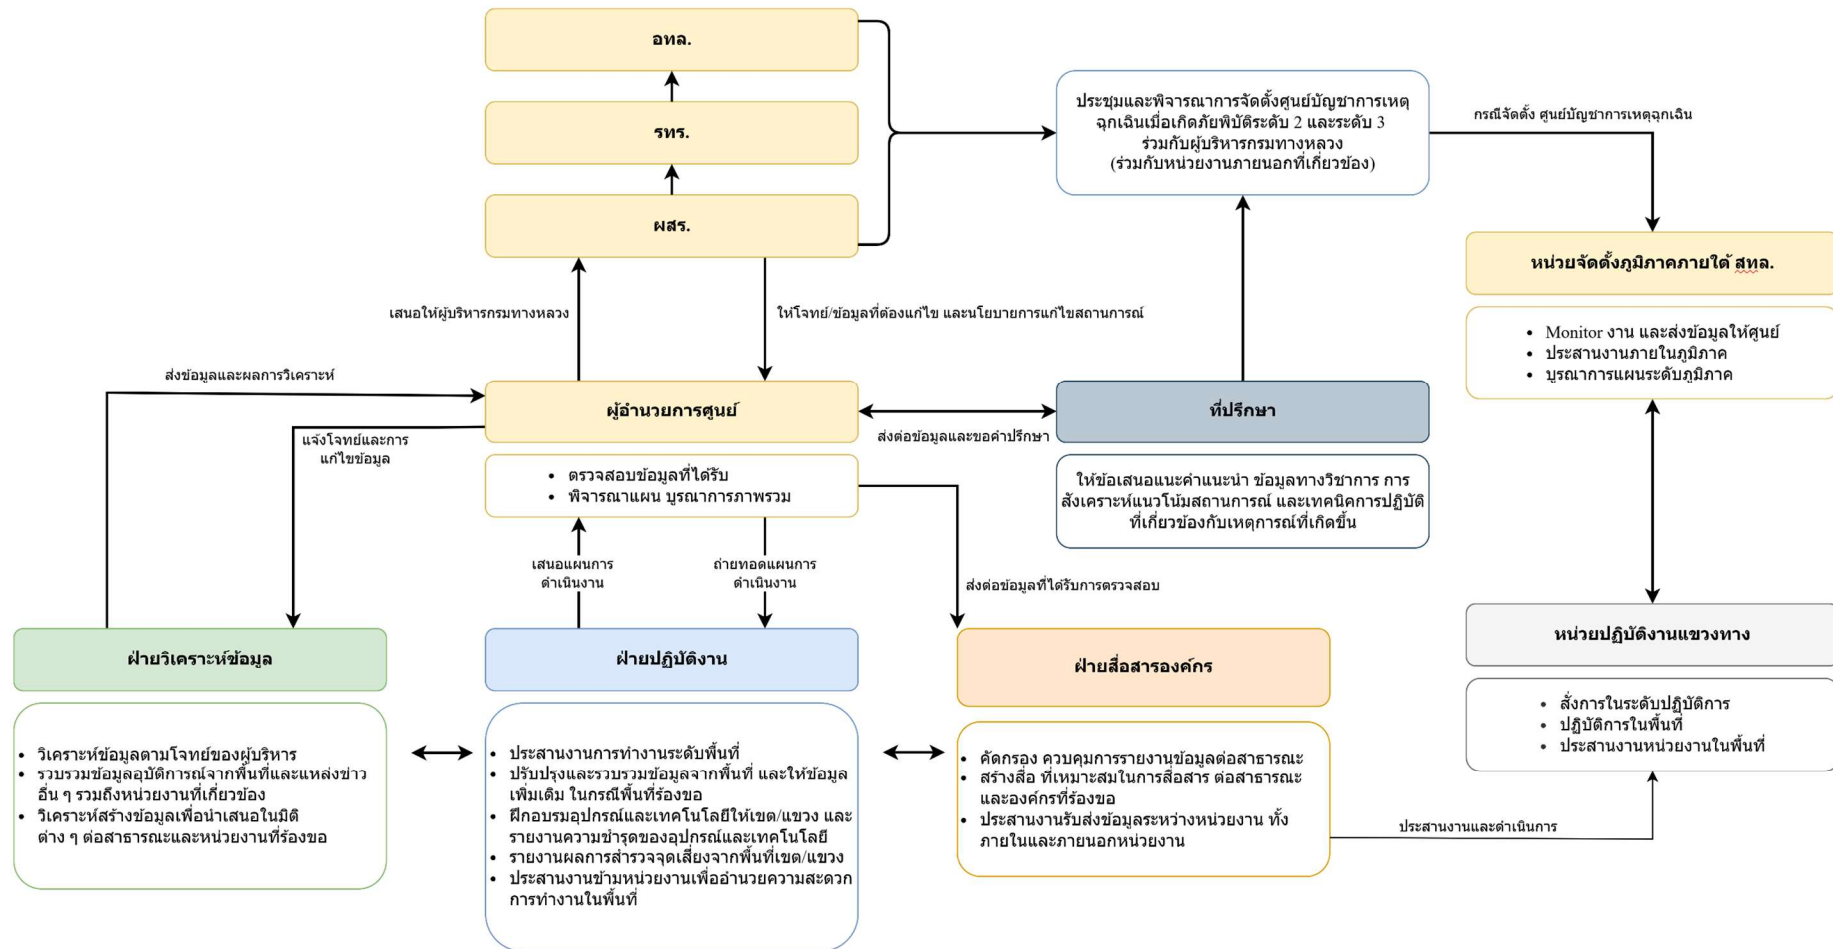 อทล.
รทร.
ผสร.
ประชุมและพิจารณาการจัดตั้งศูนย์บัญชาการเหตุ
ฉุกเฉินเมื่อเกิดภัยพิบัติระดับ 2 และระดับ 3
ร่วมกับผู้บริหารกรมทางหลวง
(ร่วมกับหน่วยงานภายนอกที่เกี่ยวข้อง)
กรณีจัดตั้ง ศูนย์บัญชาการเหตุฉุกเฉิน
หน่วยจัดตั้งภูมิภาคภายใต้ สทล.
• Monitor งาน และส่งข้อมูลให้ศูนย์
• ประสานงานภายในภูมิภาค
• บูรณาการแผนระดับภูมิภาค
เสนอให้ผู้บริหารกรมทางหลวง
ให้โจทย์/ข้อมูลที่ต้องแก้ไข และนโยบายการแก้ไขสถานการณ์
ส่งข้อมูลและผลการวิเคราะห์
ผู้อำนวยการศูนย์
ที่ปรึกษา
ส่งต่อข้อมูลและขอคำปรึกษา
แจ้งโจทย์และการ
แก้ไขข้อมูล
• ตรวจสอบข้อมูลที่ได้รับ
• พิจารณาแผน บูรณาการภาพรวม
ให้ข้อเสนอแนะคำแนะนำ ข้อมูลทางวิชาการ การ
สังเคราะห์แนวโน้มสถานการณ์ และเทคนิคการปฏิบัติ
ที่เกี่ยวข้องกับเหตุการณ์ที่เกิดขึ้น
เสนอแผนการ
ดำเนินงาน
ถ่ายทอดแผนการ
ดำเนินงาน
ส่งต่อข้อมูลที่ได้รับการตรวจสอบ
ฝ่ายวิเคราะห์ข้อมูล
ฝ่ายปฏิบัติงาน
ฝ่ายสื่อสารองค์กร
หน่วยปฏิบัติงานแขวงทาง
• สั่งการในระดับปฏิบัติการ
• ปฏิบัติการในพื้นที่
• ประสานงานหน่วยงานในพื้นที่
• วิเคราะห์ข้อมูลตามโจทย์ของผู้บริหาร
• รวบรวมข้อมูลอุบัติการณ์จากพื้นที่และแหล่งข่าว
อื่น ๆ รวมถึงหน่วยงานที่เกี่ยวข้อง
• วิเคราะห์สร้างข้อมูลเพื่อนำเสนอในมิติ
ต่าง ๆ ต่อสาธารณะและหน่วยงานที่ร้องขอ
• ประสานงานการทำงานระดับพื้นที่
• ปรับปรุงและรวบรวมข้อมูลจากพื้นที่ และให้ข้อมูล
เพิ่มเติม ในกรณีพื้นที่ร้องขอ
• ฝึกอบรมอุปกรณ์และเทคโนโลยีให้เขต/แขวง และ
รายงานความชำรุดของอุปกรณ์และเทคโนโลยี
• รายงานผลการสำรวจจุดเสี่ยงจากพื้นที่เขต/แขวง
• ประสานงานข้ามหน่วยงานเพื่ออำนวยความสะดวก
การทำงานในพื้นที่
• คัดกรอง ควบคุมการรายงานข้อมูลต่อสาธารณะ
• สร้างสื่อ ที่เหมาะสมในการสื่อสาร ต่อสาธารณะ
และองค์กรที่ร้องขอ
• ประสานงานรับส่งข้อมูลระหว่างหน่วยงาน ทั้ง
ภายในและภายนอกหน่วยงาน
ประสานงานและดำเนินการ